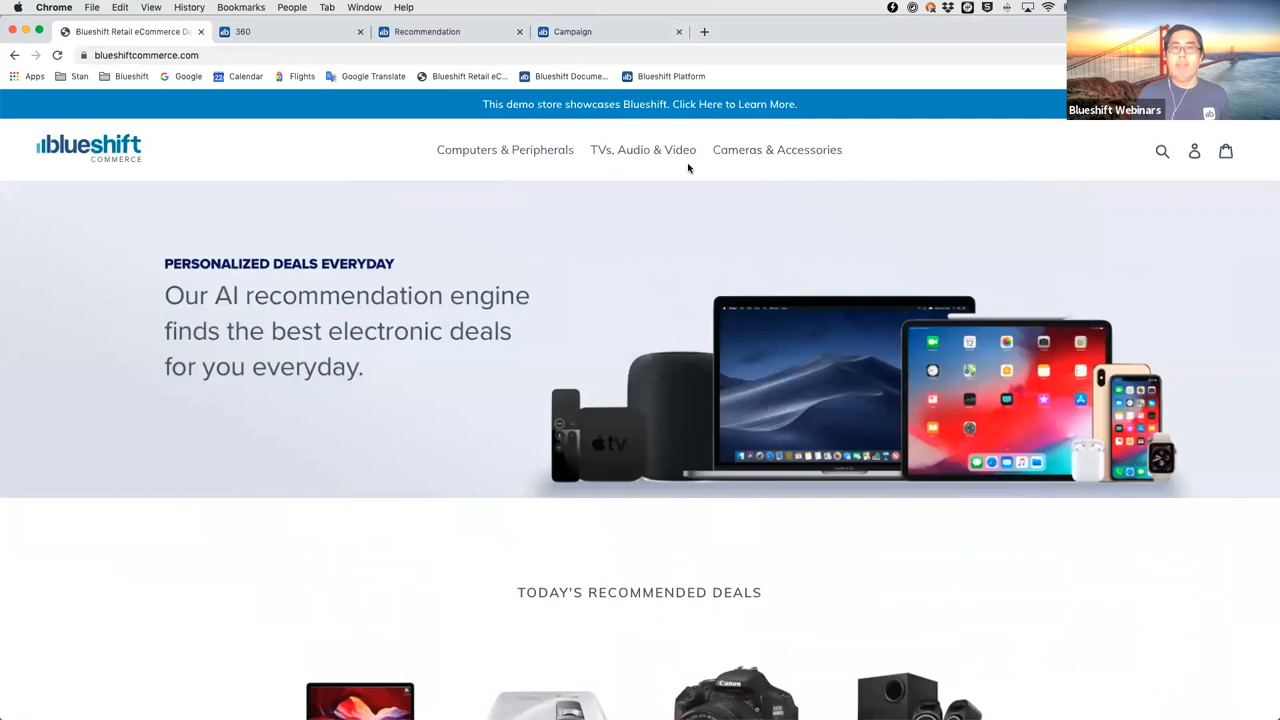 Chrome File Edit View History Bookmarks People Tab Window Help
Blueshift Retail eCommerce De
360
Recommendation
Campaign
blueshiftcommerce.com
Apps Stan Blueshift Google Calendar Flights Google Translate Blueshift Retail eC... Blueshift Docume... Blueshift Platform
This demo store showcases Blueshift. Click Here to Learn More.
Blueshift Webinars
blueshift
COMMERCE
Computers & Peripherals TVs, Audio & Video Cameras & Accessories
PERSONALIZED DEALS EVERYDAY
Our AI recommendation engine
finds the best electronic deals
for you everyday.
tv
TODAY'S RECOMMENDED DEALS
Canon